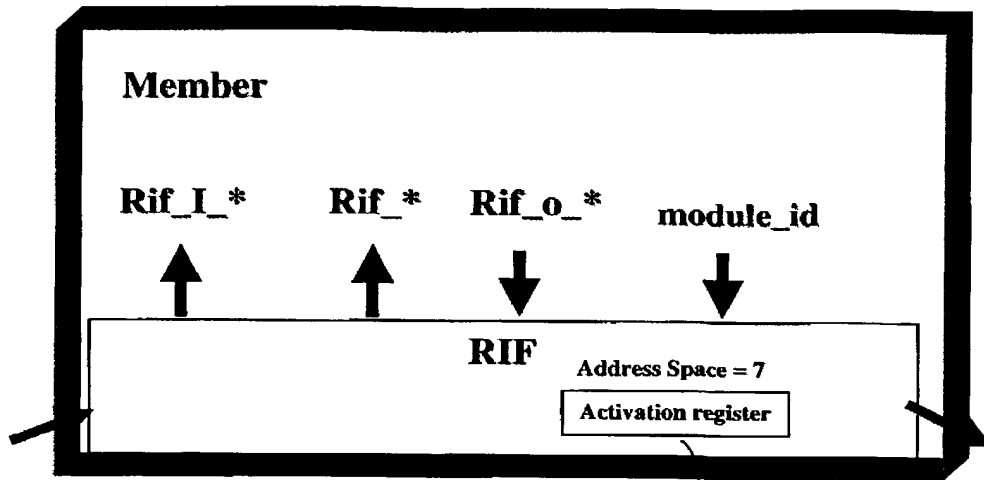 Member
Rif_I_* Rif_* Rif_o_* module_id
RIF
Address Space = 7
Activation register